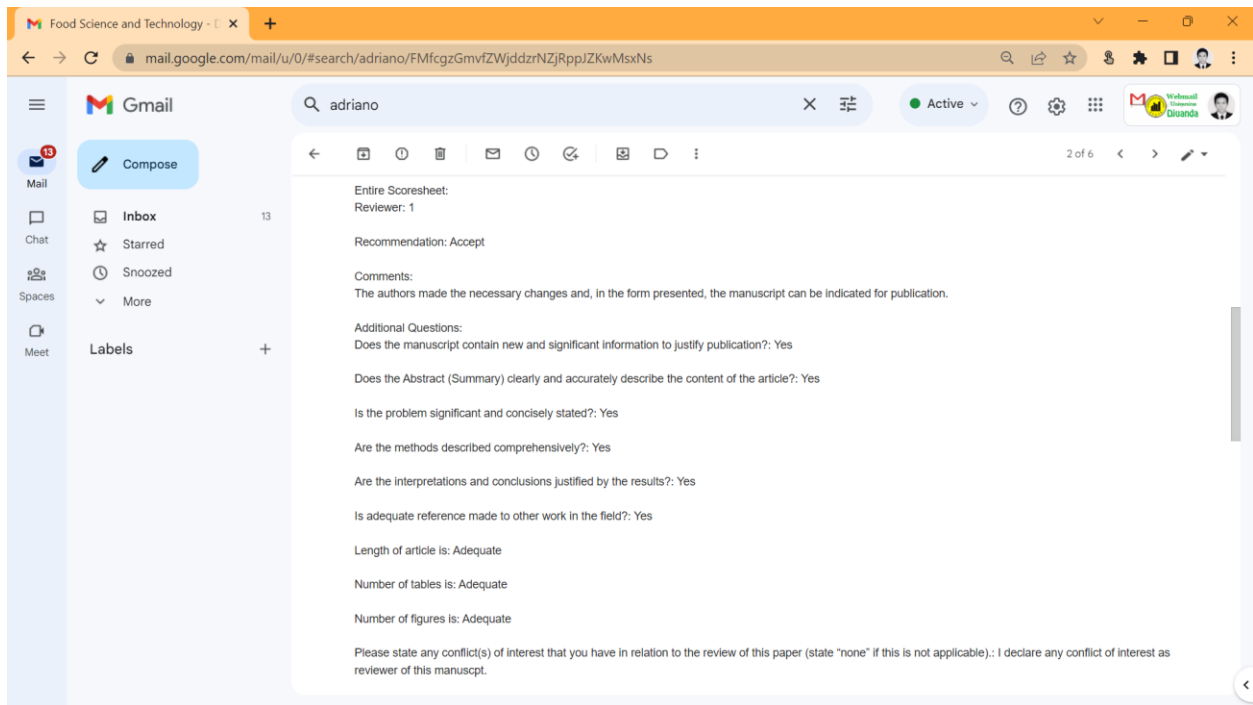 Food Science and Technology - D
mail.google.com/mail/u/0/#search/adriano/FMfcgzGmvfZWjddzrNZjRppJZKwMsxNs
Gmail
adriano
Active
Webmail
Universitas
Djuanda
13
Mail
Compose
2 of 6
Chat
Inbox 13
Starred
Spaces
Snoozed
More
Meet
Labels
Entire Scoresheet:
Reviewer: 1
Recommendation: Accept
Comments:
The authors made the necessary changes and, in the form presented, the manuscript can be indicated for publication.
Additional Questions:
Does the manuscript contain new and significant information to justify publication?: Yes
Does the Abstract (Summary) clearly and accurately describe the content of the article?: Yes
Is the problem significant and concisely stated?: Yes
Are the methods described comprehensively?: Yes
Are the interpretations and conclusions justified by the results?: Yes
Is adequate reference made to other work in the field?: Yes
Length of article is: Adequate
Number of tables is: Adequate
Number of figures is: Adequate
Please state any conflict(s) of interest that you have in relation to the review of this paper (state “none” if this is not applicable).: I declare any conflict of interest as
reviewer of this manuscpt.